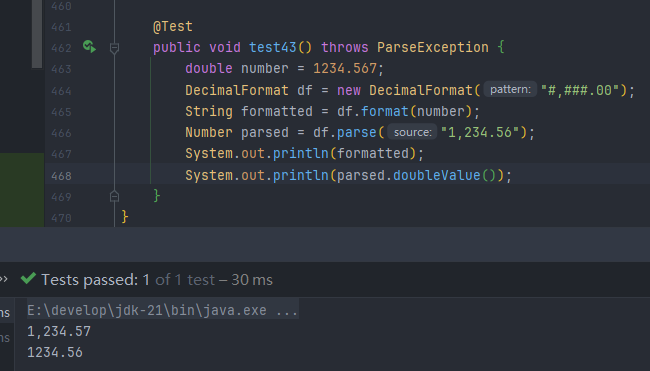 460
461 @Test
462 public void test43() throws ParseException {
463 double number = 1234.567;
464 DecimalFormat df = new DecimalFormat( pattern: "#,###.00");
465 String formatted = df.format(number);
466 Number parsed = df.parse( source: "1,234.56");
467 System.out.println(formatted);
468 System.out.println(parsed.doubleValue());
469 }
470 }
>> Tests passed: 1 of 1 test – 30 ms
ms E:\develop\jdk-21\bin\java.exe ...
1,234.57
ms 1234.56